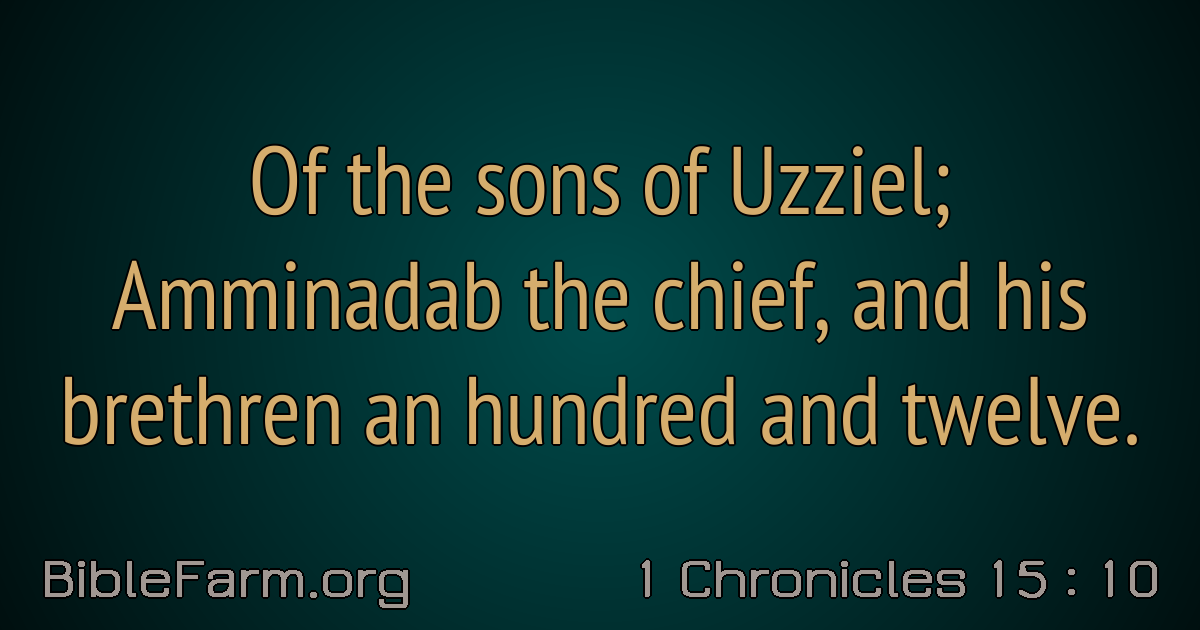 Of the sons of Uzziel;
Amminadab the chief, and his
brethren an hundred and twelve.
BibleFarm.org
1 Chronicles 15 : 10